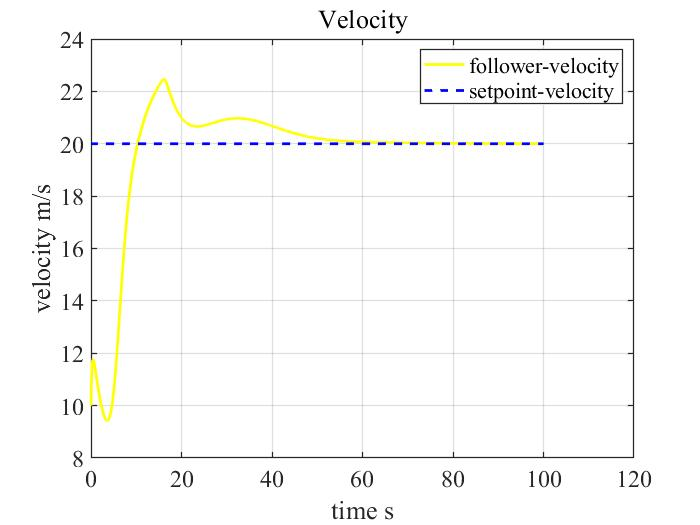 Velocity
follower-velocity
setpoint-velocity
24
22
20
18
16
14
12
10
8
velocity m/s
0 20 40 60 80 100 120
time s